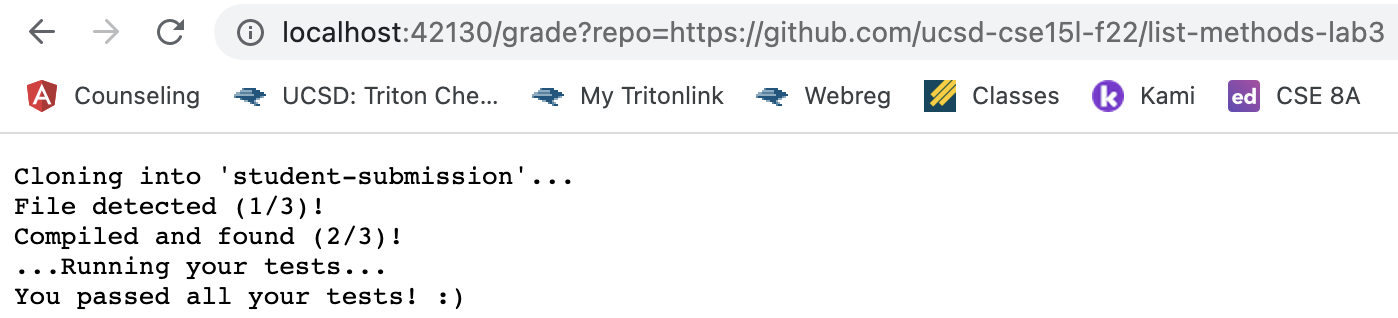 localhost:42130/grade?repo=https://github.com/ucsd-cse15l-f22/list-methods-lab3
Counseling UCSD: Triton Che... My Tritonlink Webreg Classes Kami ed CSE 8A
Cloning into 'student-submission'...
File detected (1/3)!
Compiled and found (2/3)!
...Running your tests...
You passed all your tests! :)